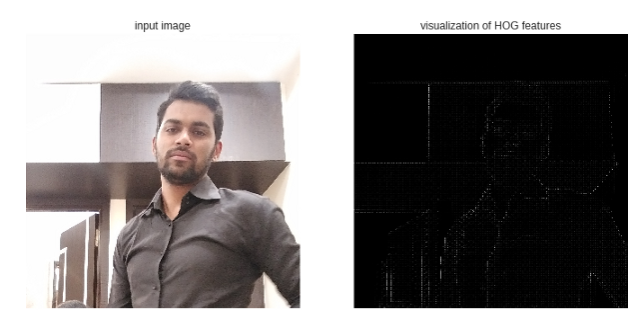 input image
visualization of HOG features